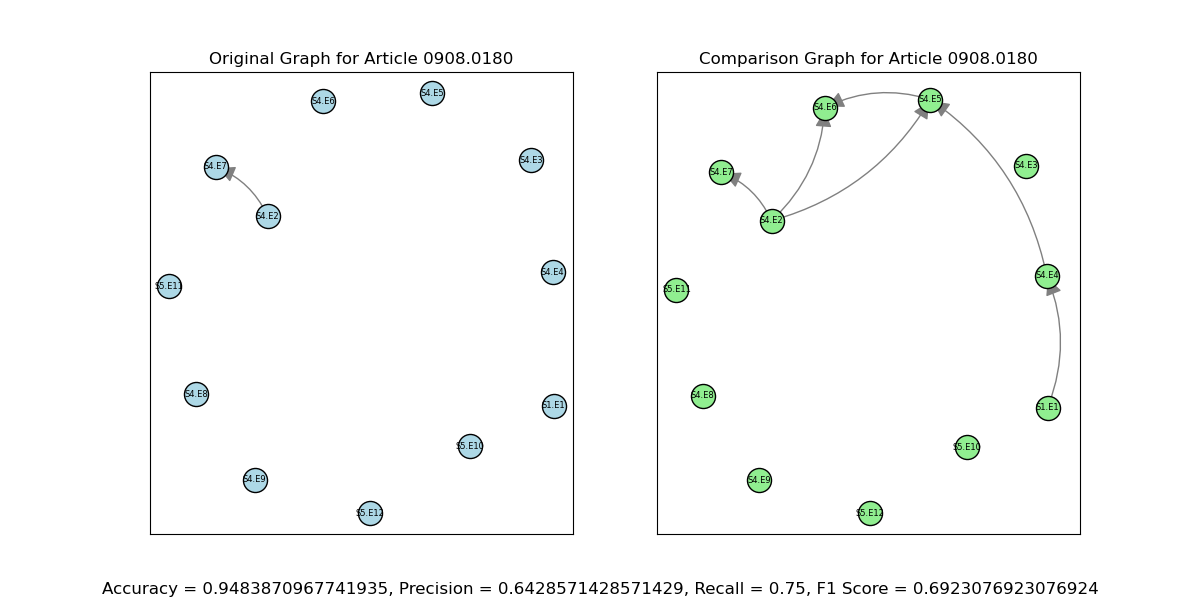 Original Graph for Article 0908.0180
Comparison Graph for Article 0908.0180
S4.E6
S4.E5
S4.E7
S4.E3
S4.E2
S5.E11
S4.E4
S4.E8
S1.E1
S5.E10
S4.E9
S5.E12
S4.E6
S4.E5
S4.E7
S4.E3
S4.E2
S5.E11
S4.E4
S4.E8
S1.E1
S5.E10
S4.E9
S5.E12
Accuracy = 0.9483870967741935, Precision = 0.6428571428571429, Recall = 0.75, F1 Score = 0.6923076923076924